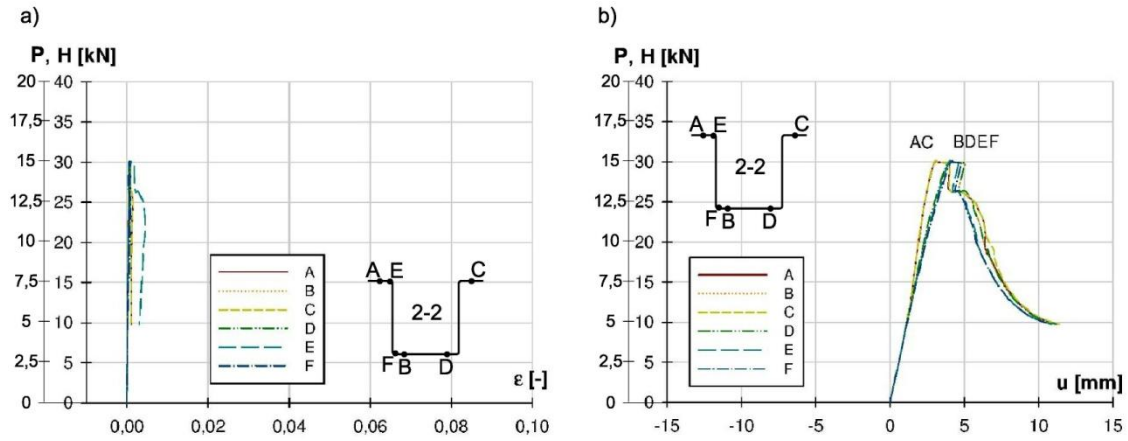 a)
P, H [kN]
20 40
17,5 35
15 30
12,5 25
10 20
7,5 15
5 10
2,5 5
0 0
0,00 0,02 0,04 0,06 0,08 0,10
ε [-]
A
B
C
D
E
F
A E C
2-2
F B D
b)
P, H [kN]
20 40
17,5 35
15 30
12,5 25
10 20
7,5 15
5 10
2,5 5
0 0
-15 -10 -5 0 5 10 15
u [mm]
A E C
2-2
F B D
AC BDEF
A
B
C
D
E
F